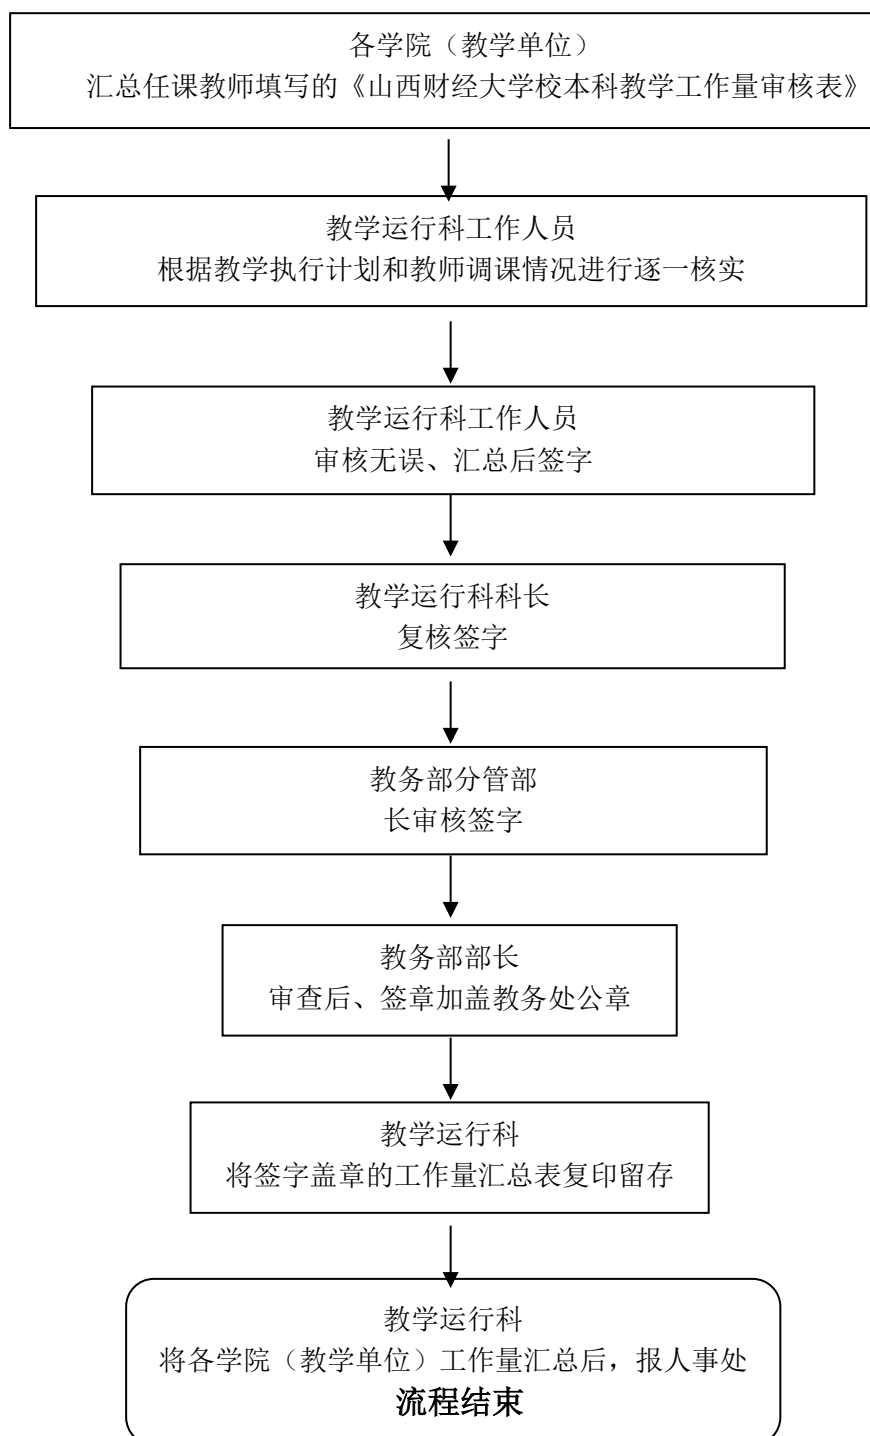 各学院（教学单位）
汇总任课教师填写的《山西财经大学校本科教学工作量审核表》
教学运行科工作人员
根据教学执行计划和教师调课情况进行逐一核实
教学运行科工作人员
审核无误、汇总后签字
教学运行科科长
复核签字
教务部分管部
长审核签字
教务部部长
审查后、签章加盖教务处公章
教学运行科
将签字盖章的工作量汇总表复印留存
教学运行科
将各学院（教学单位）工作量汇总后，报人事处
流程结束